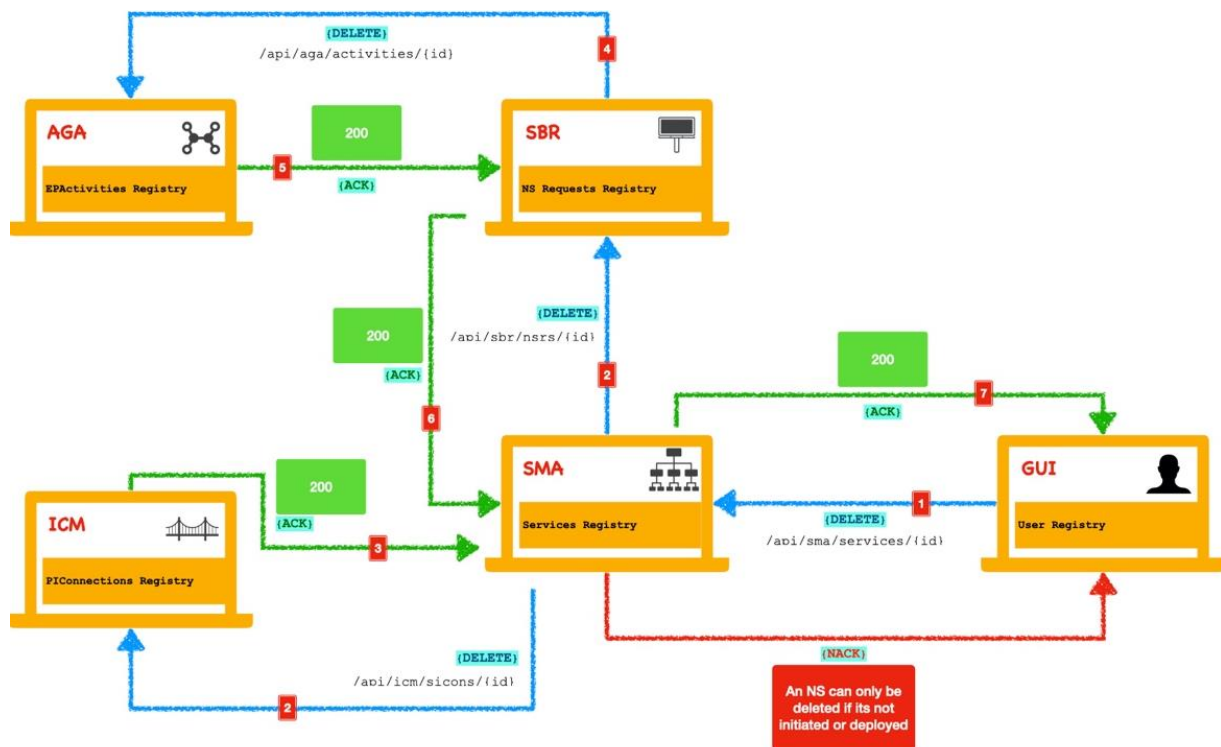 {DELETE}
/api/aga/activities/{id}
4
AGA
EPActivities Registry
200
5
{ACK}
SBR
NS Requests Registry
200
{ACK}
6
{DELETE}
/api/sbr/nsrs/{id}
2
200
{ACK}
7
ICM
PIConnections Registry
200
{ACK}
3
SMA
Services Registry
1
{DELETE}
/api/sma/services/{id}
GUI
User Registry
{DELETE}
/api/icm/sicons/{id}
2
{NACK}
An NS can only be
deleted if its not
initiated or deployed